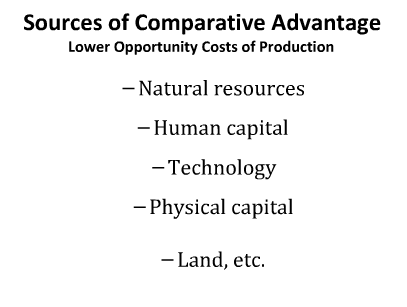 Sources of Comparative Advantage
Lower Opportunity Costs of Production
–Natural resources
–Human capital
–Technology
–Physical capital
–Land, etc.